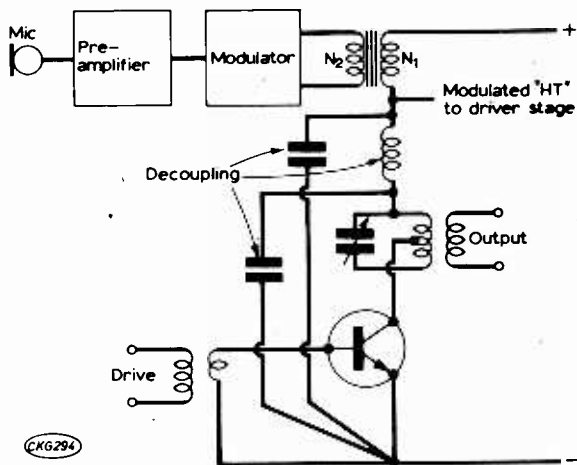 Mic
Pre-
amplifier
Modulator
N₂
N₁
+
Modulated "HT"
to driver stage
Decoupling
Output
Drive
CKG294
−